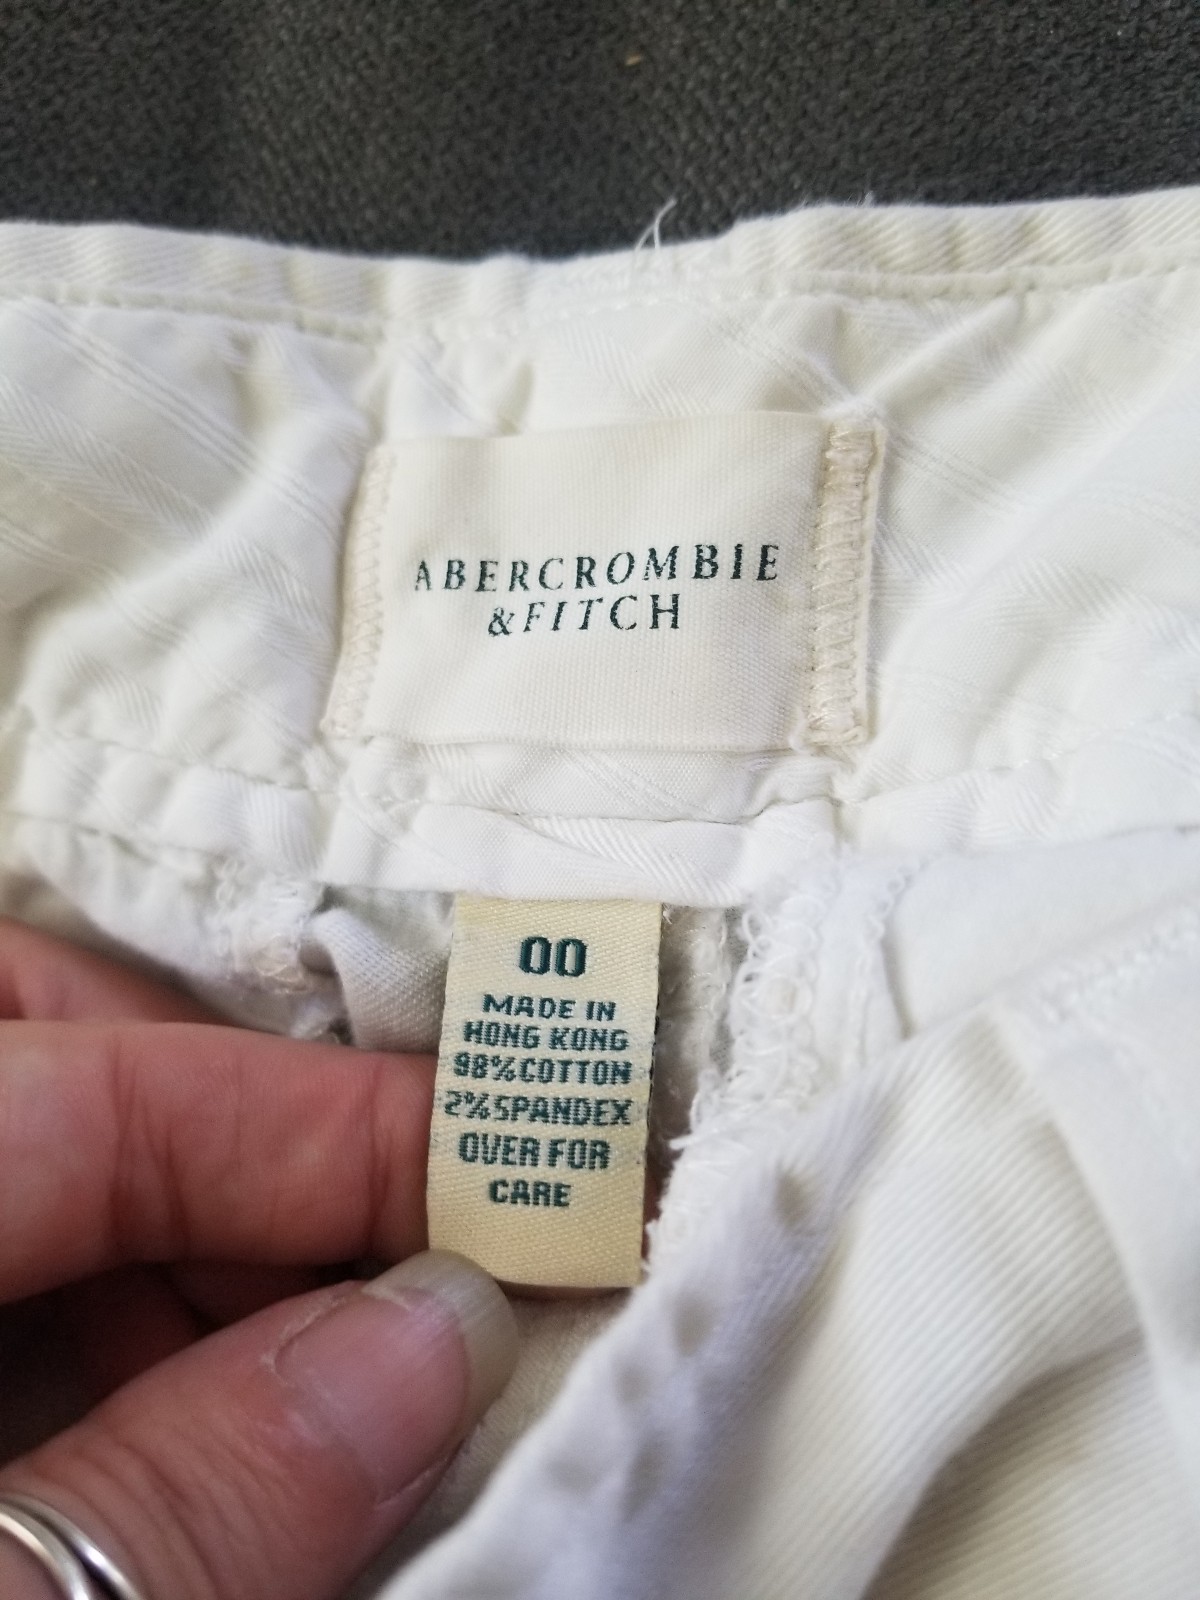 ABERCROMBIE
&FITCH
00
MADE IN
HONG KONG
98%COTTON
2%SPANDEX
OVER FOR
CARE